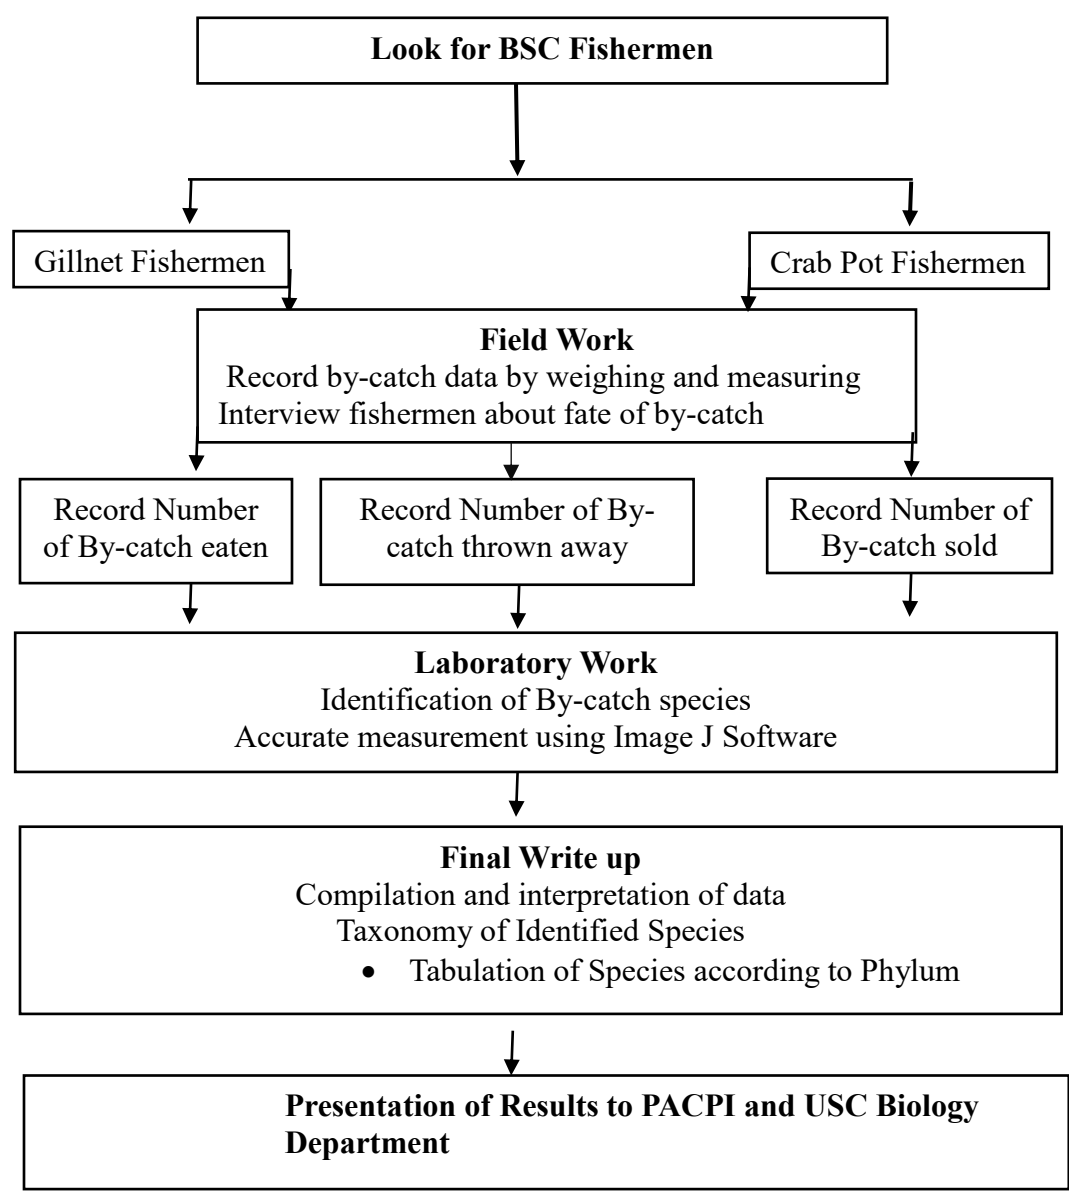 Look for BSC Fishermen
Gillnet Fishermen
Crab Pot Fishermen
Field Work
Record by-catch data by weighing and measuring
Interview fishermen about fate of by-catch
Record Number
of By-catch eaten
Record Number of By-
catch thrown away
Record Number of
By-catch sold
Laboratory Work
Identification of By-catch species
Accurate measurement using Image J Software
Final Write up
Compilation and interpretation of data
Taxonomy of Identified Species
• Tabulation of Species according to Phylum
Presentation of Results to PACPI and USC Biology
Department